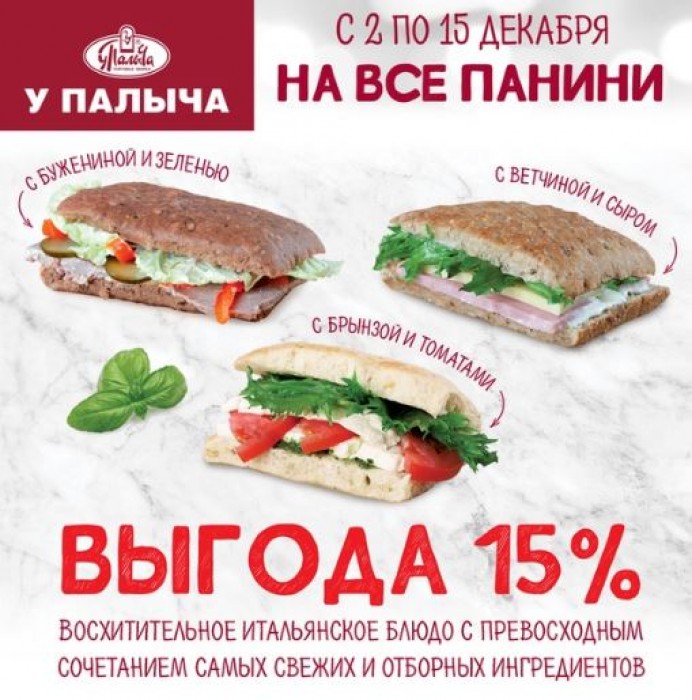 у Палыча
У ПАЛЫЧА
С 2 ПО 15 ДЕКАБРЯ
НА ВСЕ ПАНИНИ
С БУЖЕНИНОЙ И ЗЕЛЕНЬЮ
С ВЕТЧИНОЙ И СЫРОМ
С БРЫНЗОЙ И ТОМАТАМИ
ВЫГОДА 15%
ВОСХИТИТЕЛЬНОЕ ИТАЛЬЯНСКОЕ БЛЮДО С ПРЕВОСХОДНЫМ
СОЧЕТАНИЕМ САМЫХ СВЕЖИХ И ОТБОРНЫХ ИНГРЕДИЕНТОВ